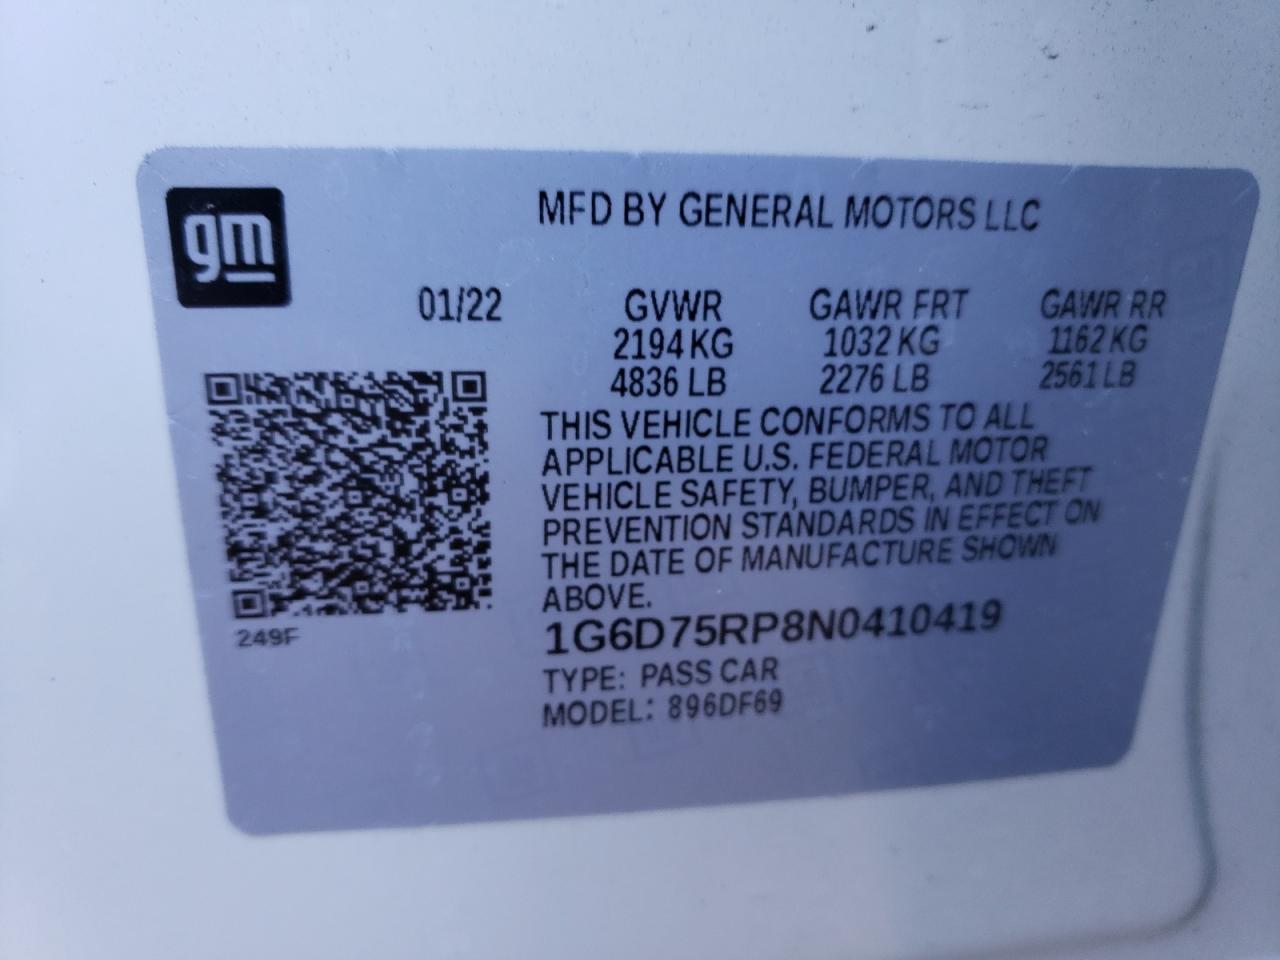 gm
MFD BY GENERAL MOTORS LLC
01/22 GVWR GAWR FRT GAWR RR
2194 KG 1032 KG 1162 KG
4836 LB 2276 LB 2561 LB
THIS VEHICLE CONFORMS TO ALL
APPLICABLE U.S. FEDERAL MOTOR
VEHICLE SAFETY, BUMPER, AND THEFT
PREVENTION STANDARDS IN EFFECT ON
THE DATE OF MANUFACTURE SHOWN
ABOVE.
249F
1G6D75RP8N0410419
TYPE: PASS CAR
MODEL: 896DF69